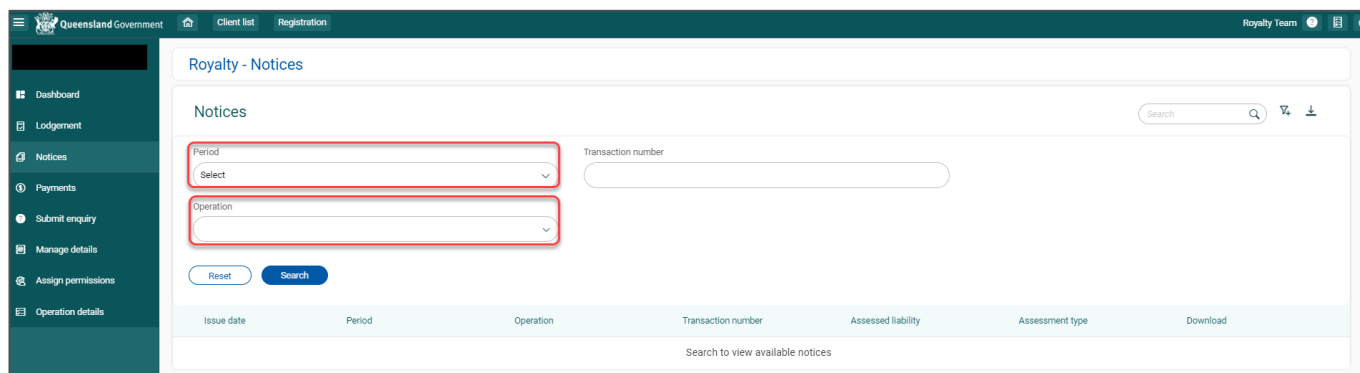 Queensland Government
Client list
Registration
Royalty Team
Dashboard
Lodgement
Notices
Payments
Submit enquiry
Manage details
Assign permissions
Operation details
Royalty - Notices
Notices
Search
Period
Transaction number
Select
Operation
Reset
Search
Issue date
Period
Operation
Transaction number
Assessed liability
Assessment type
Download
Search to view available notices